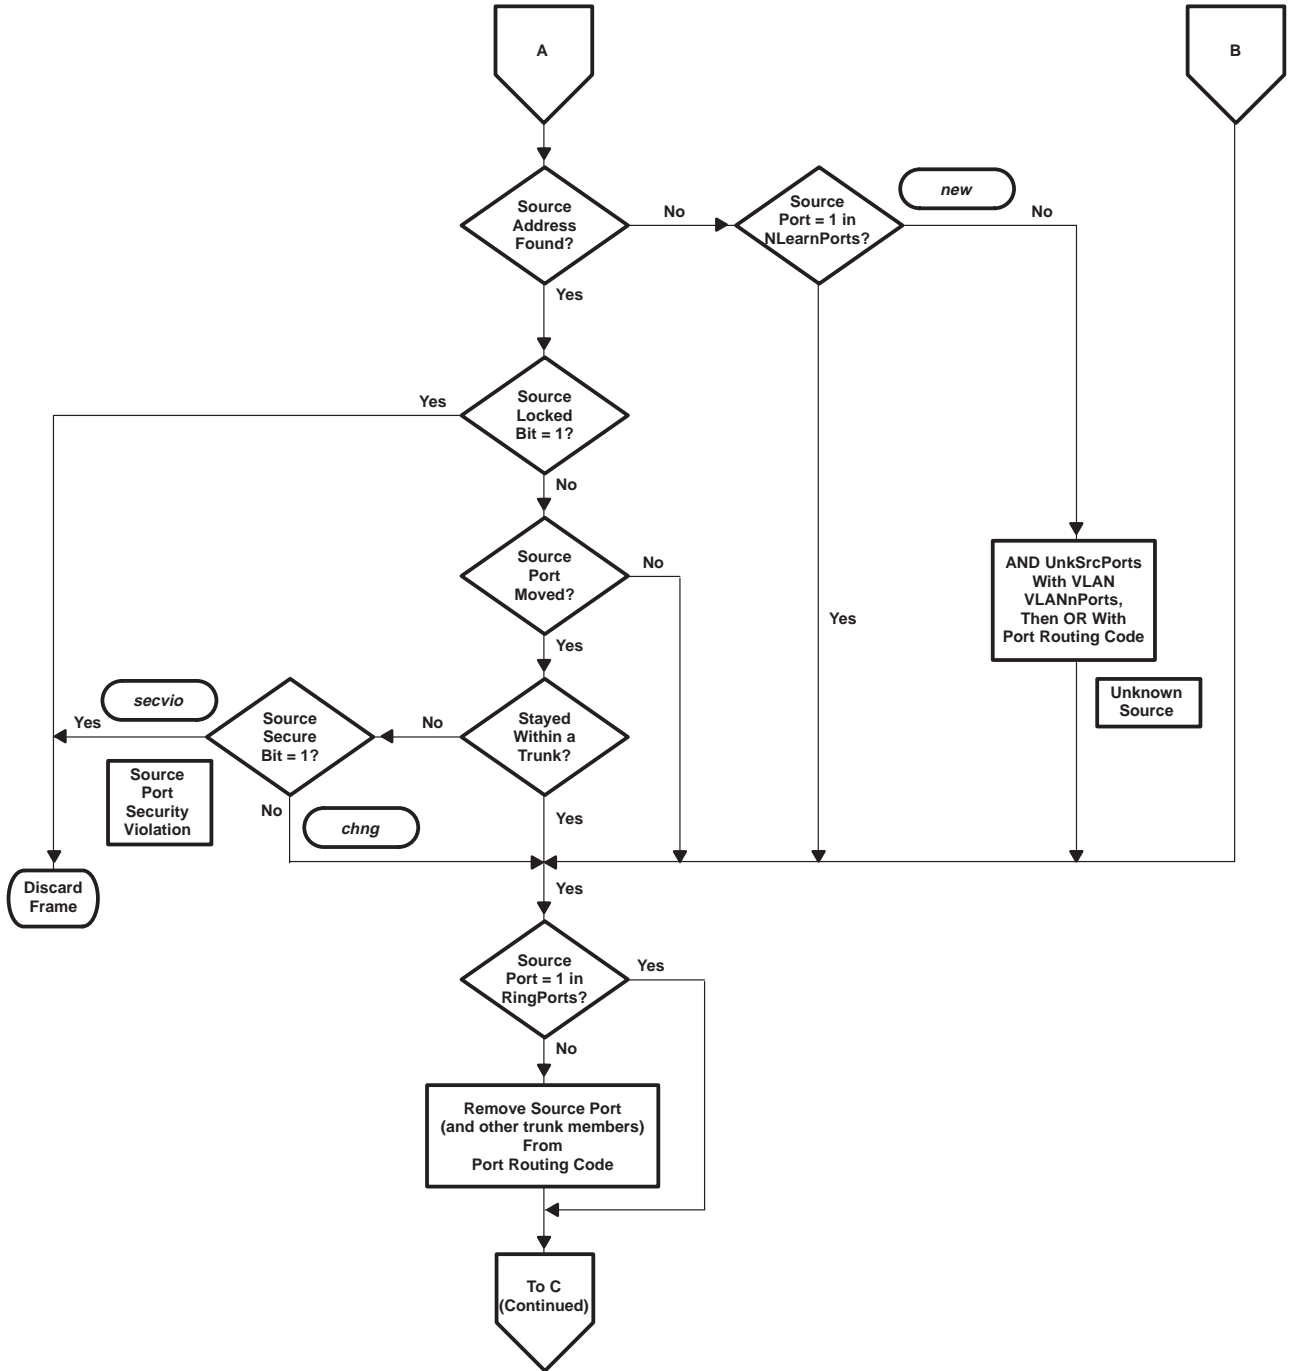 A
B
Source
Address
Found?
No
Source
Port = 1 in
NLearnPorts?
new
No
Yes
Yes
Source
Locked
Bit = 1?
No
Source
Port
Moved?
No
Yes
Yes
AND UnkSrcPorts
With VLAN
VLANnPorts,
Then OR With
Port Routing Code
Unknown
Source
secvio
Yes
Source
Secure
Bit = 1?
No
Stayed
Within a
Trunk?
Source
Port
Security
Violation
No
chng
Yes
Discard
Frame
Yes
Source
Port = 1 in
RingPorts?
Yes
No
Remove Source Port
(and other trunk members)
From
Port Routing Code
To C
(Continued)